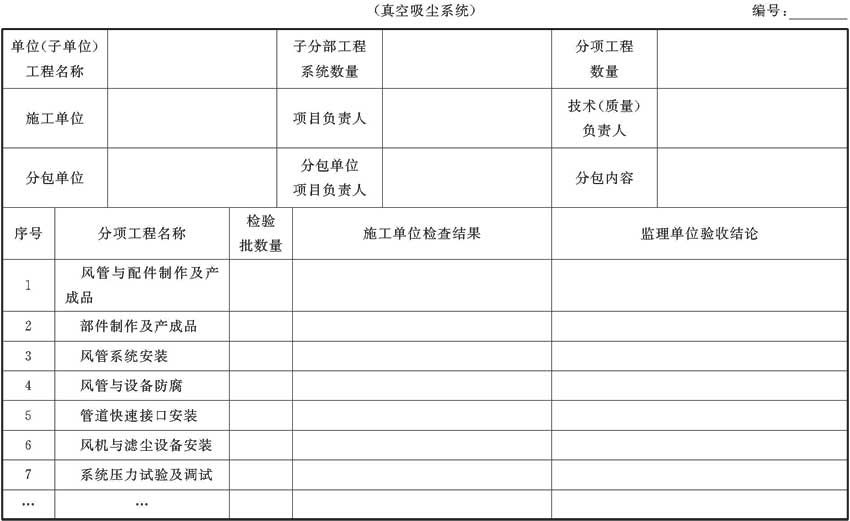 （真空吸尘系统） 编号：
单位（子单位） 子分部工程 分项工程
工程名称 系统数量 数量
施工单位 项目负责人 技术（质量）
负责人
分包单位 分包单位 分包内容
项目负责人
序号 分项工程名称 检验 施工单位检查结果 监理单位验收结论
批数量
1 风管与配件制作及产
成品
2 部件制作及产成品
3 风管系统安装
4 风管与设备防腐
5 管道快速接口安装
6 风机与滤尘设备安装
7 系统压力试验及调试
… …